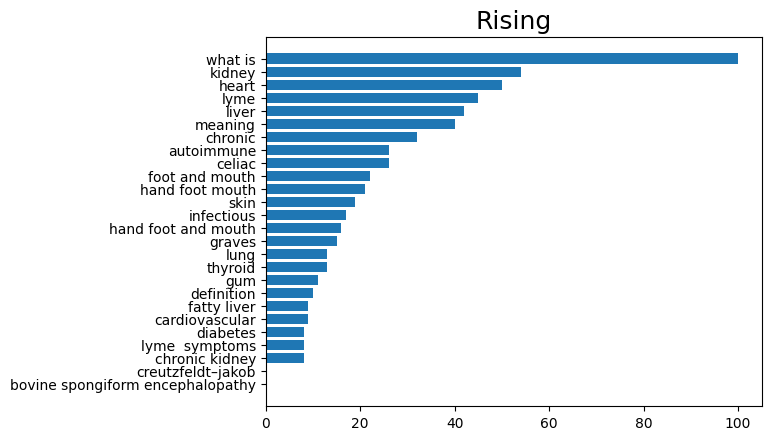 Rising
what is
kidney
heart
lyme
liver
meaning
chronic
autoimmune
celiac
foot and mouth
hand foot mouth
skin
infectious
hand foot and mouth
graves
lung
thyroid
gum
definition
fatty liver
cardiovascular
diabetes
lyme  symptoms
chronic kidney
creutzfeldt–jakob
bovine spongiform encephalopathy
0 20 40 60 80 100